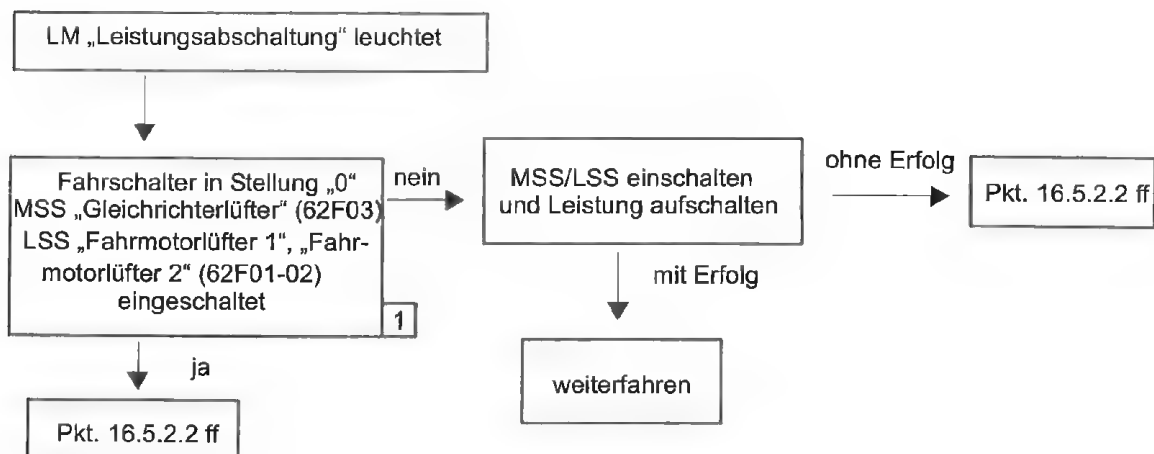 LM „Leistungsabschaltung“ leuchtet
Fahrschalter in Stellung „0“
MSS „Gleichrichterlüfter“ (62F03)
LSS „Fahrmotorlüfter 1“, „Fahr-
motorlüfter 2“ (62F01-02)
eingeschaltet
1
nein
MSS/LSS einschalten
und Leistung aufschalten
ohne Erfolg
Pkt. 16.5.2.2 ff
mit Erfolg
weiterfahren
ja
Pkt. 16.5.2.2 ff